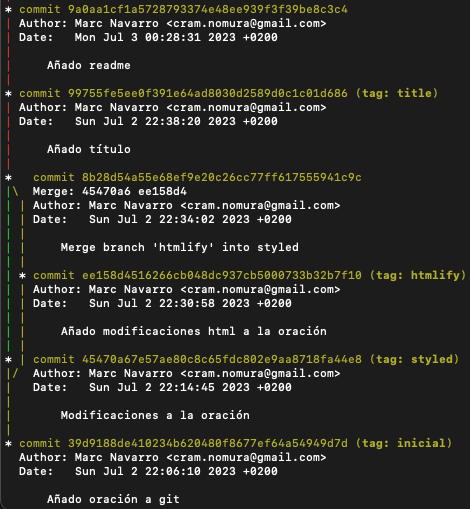 * commit 9a0aa1cf1a5728793374e48ee939f3f39be8c3c4
| Author: Marc Navarro <cram.nomura@gmail.com>
| Date:   Mon Jul 3 00:28:31 2023 +0200
|
|     Añado readme
|
* commit 99755fe5ee0f391e64ad8030d2589d0c1c01d686 (tag: title)
| Author: Marc Navarro <cram.nomura@gmail.com>
| Date:   Sun Jul 2 22:38:20 2023 +0200
|
|     Añado título
|
*   commit 8b28d54a55e68ef9e20c26cc77ff617555941c9c
|\  Merge: 45470a6 ee158d4
| | Author: Marc Navarro <cram.nomura@gmail.com>
| | Date:   Sun Jul 2 22:34:02 2023 +0200
| |
| |     Merge branch 'htmlify' into styled
| |
| * commit ee158d4516266cb048dc937cb5000733b32b7f10 (tag: htmlify)
| | Author: Marc Navarro <cram.nomura@gmail.com>
| | Date:   Sun Jul 2 22:30:58 2023 +0200
| |
| |     Añado modificaciones html a la oración
| |
* | commit 45470a67e57ae80c8c65fdc802e9aa8718fa44e8 (tag: styled)
|/  Author: Marc Navarro <cram.nomura@gmail.com>
|   Date:   Sun Jul 2 22:14:45 2023 +0200
|
|       Modificaciones a la oración
|
* commit 39d9188de410234b620480f8677ef64a54949d7d (tag: inicial)
Author: Marc Navarro <cram.nomura@gmail.com>
Date:   Sun Jul 2 22:06:10 2023 +0200

Añado oración a git